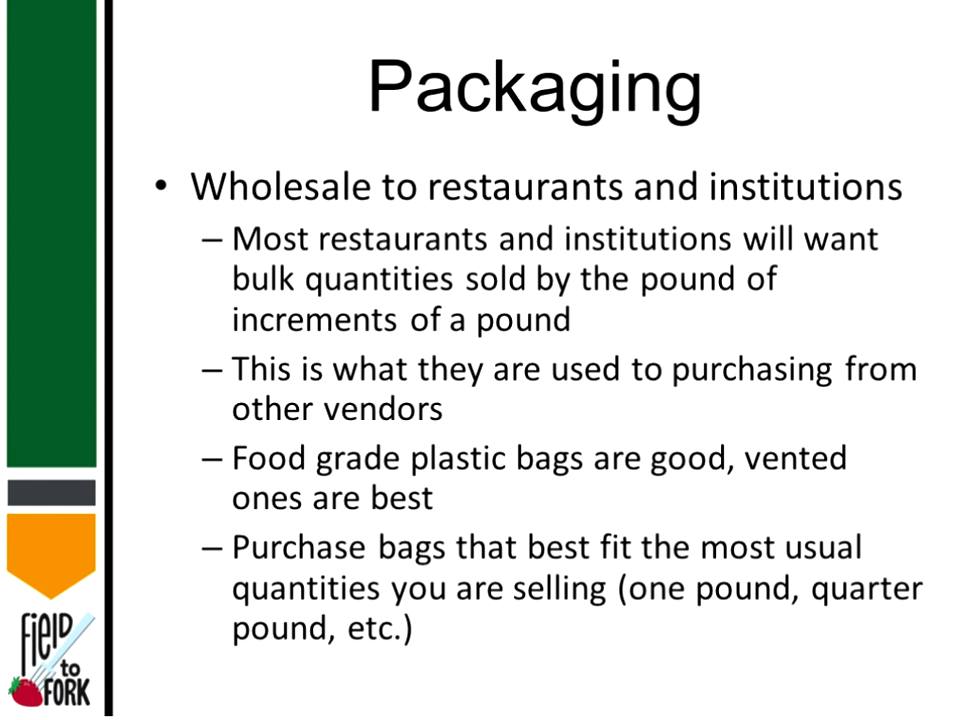 Packaging
• Wholesale to restaurants and institutions
– Most restaurants and institutions will want
bulk quantities sold by the pound of
increments of a pound
– This is what they are used to purchasing from
other vendors
– Food grade plastic bags are good, vented
ones are best
– Purchase bags that best fit the most usual
quantities you are selling (one pound, quarter
pound, etc.)
FiElD
to
FORK